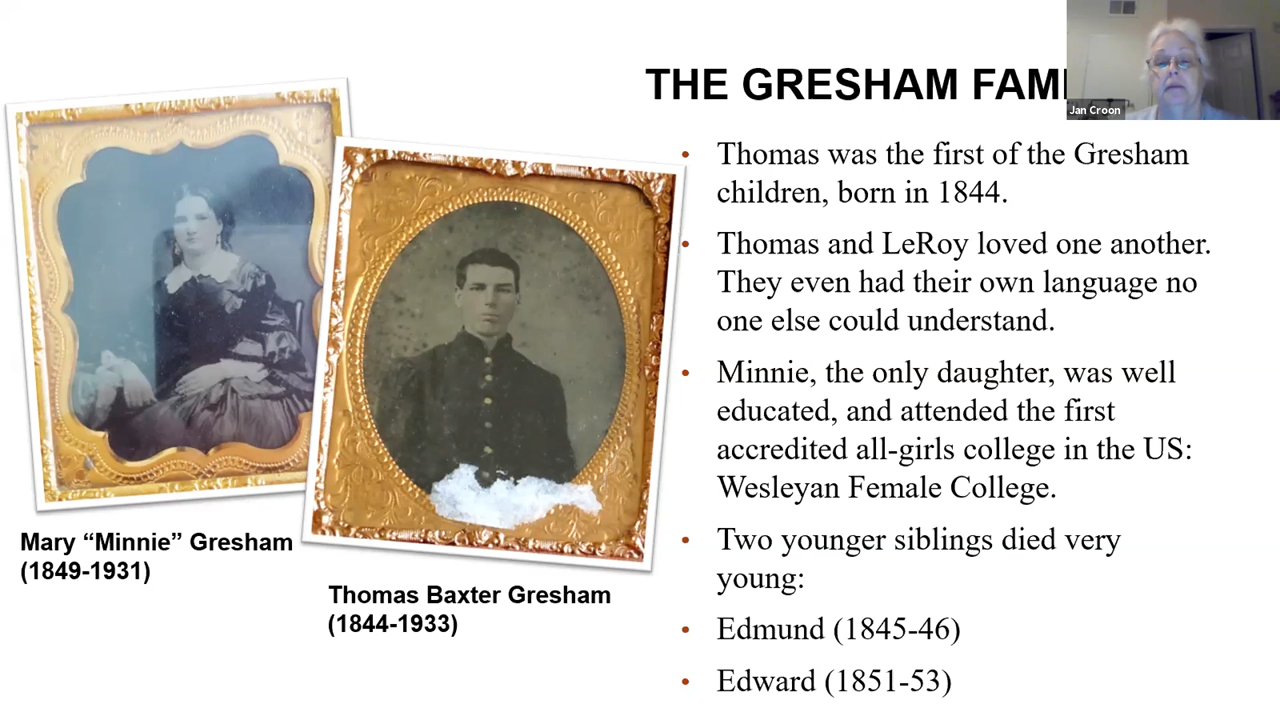 THE GRESHAM FAM
Jan Croon
• Thomas was the first of the Gresham
children, born in 1844.
• Thomas and LeRoy loved one another.
They even had their own language no
one else could understand.
• Minnie, the only daughter, was well
educated, and attended the first
accredited all-girls college in the US:
Wesleyan Female College.
• Two younger siblings died very
young:
• Edmund (1845-46)
• Edward (1851-53)
Mary “Minnie” Gresham
(1849-1931)
Thomas Baxter Gresham
(1844-1933)